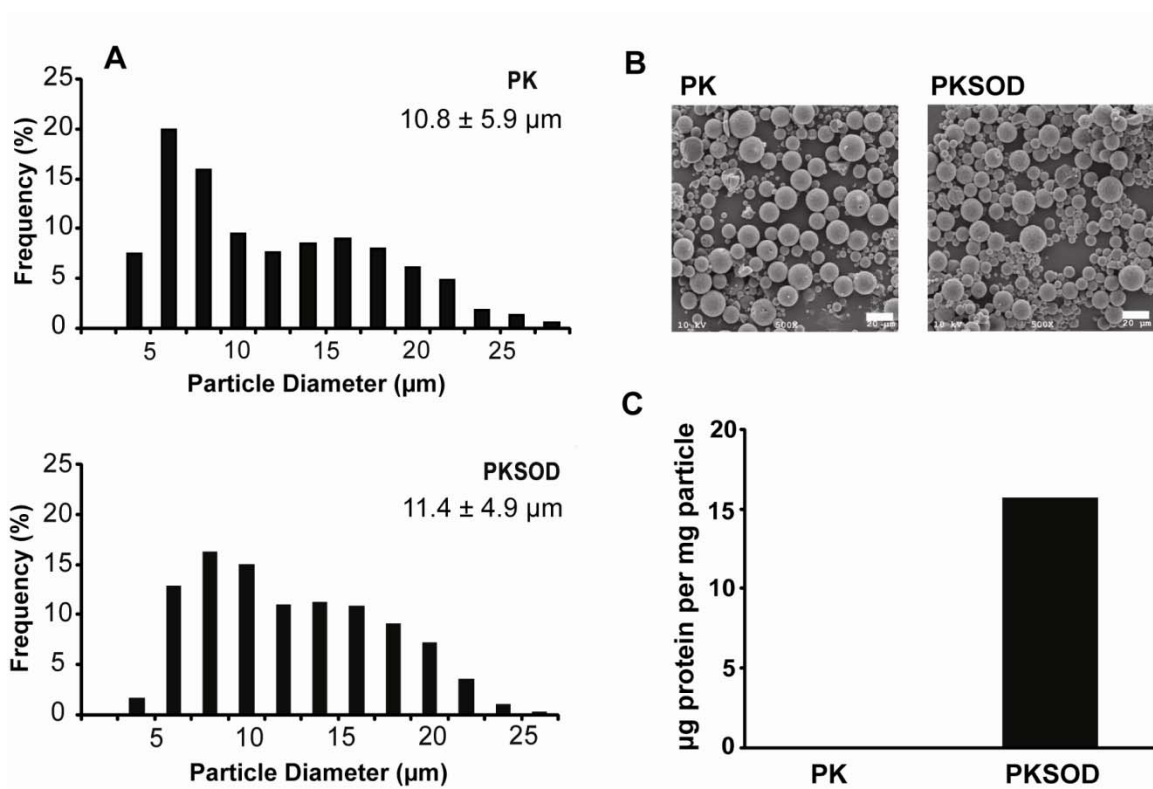 A
PK
10.8 ± 5.9 µm
25
20
15
10
5
0
Frequency (%)
5 10 15 20 25
Particle Diameter (µm)
PKSOD
11.4 ± 4.9 µm
25
20
15
10
5
0
Frequency (%)
5 10 15 20 25
Particle Diameter (µm)
B
PK PKSOD
10 kV 500X 20 µm
10 kV 500X 20 µm
C
20
15
10
5
0
µg protein per mg particle
PK PKSOD